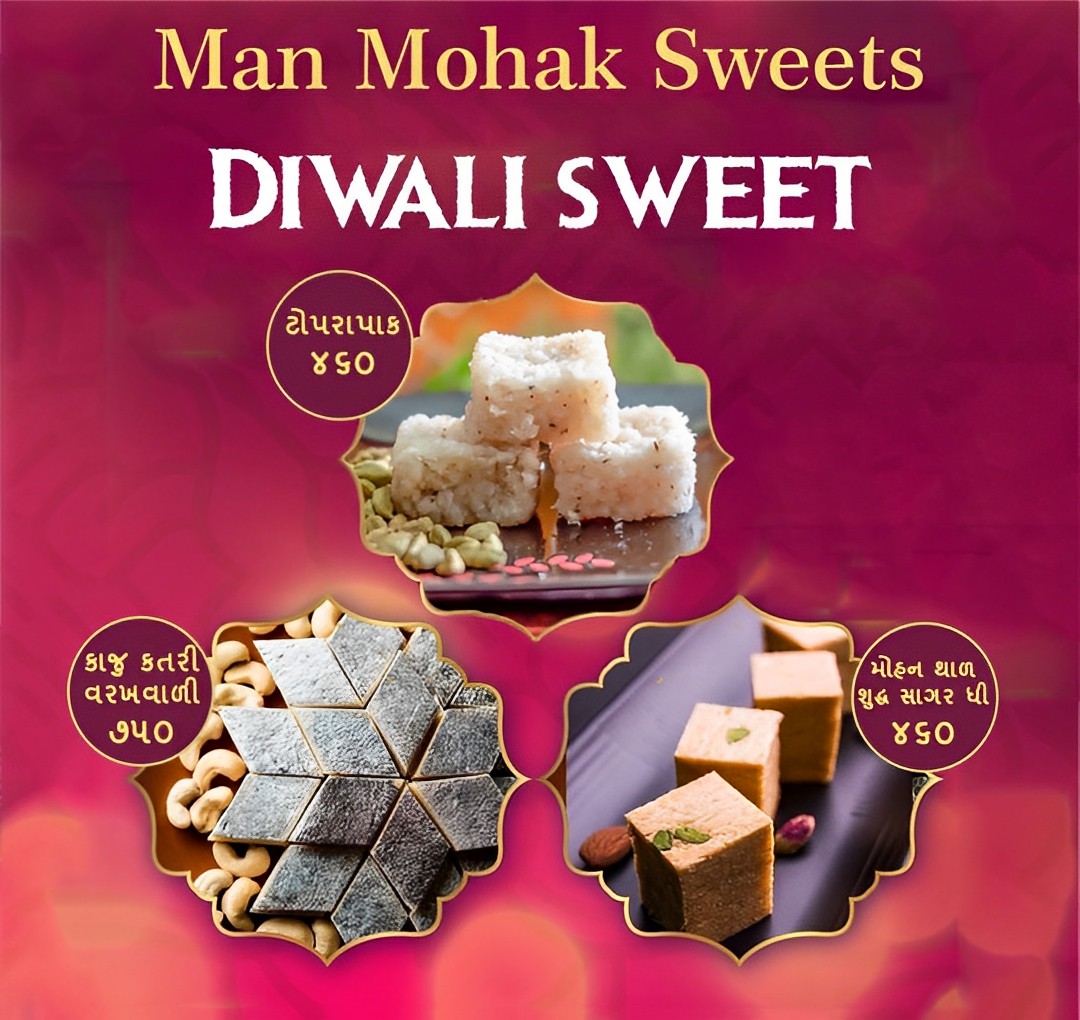 Man Mohak Sweets
DIWALI SWEET
ટોપરાપાક
૪૬૦
કાજુ કતરી
વરખવાળી
૭૫૦
મોહન થાળ
શુદ્ધ સાગર ઘી
૪૬૦